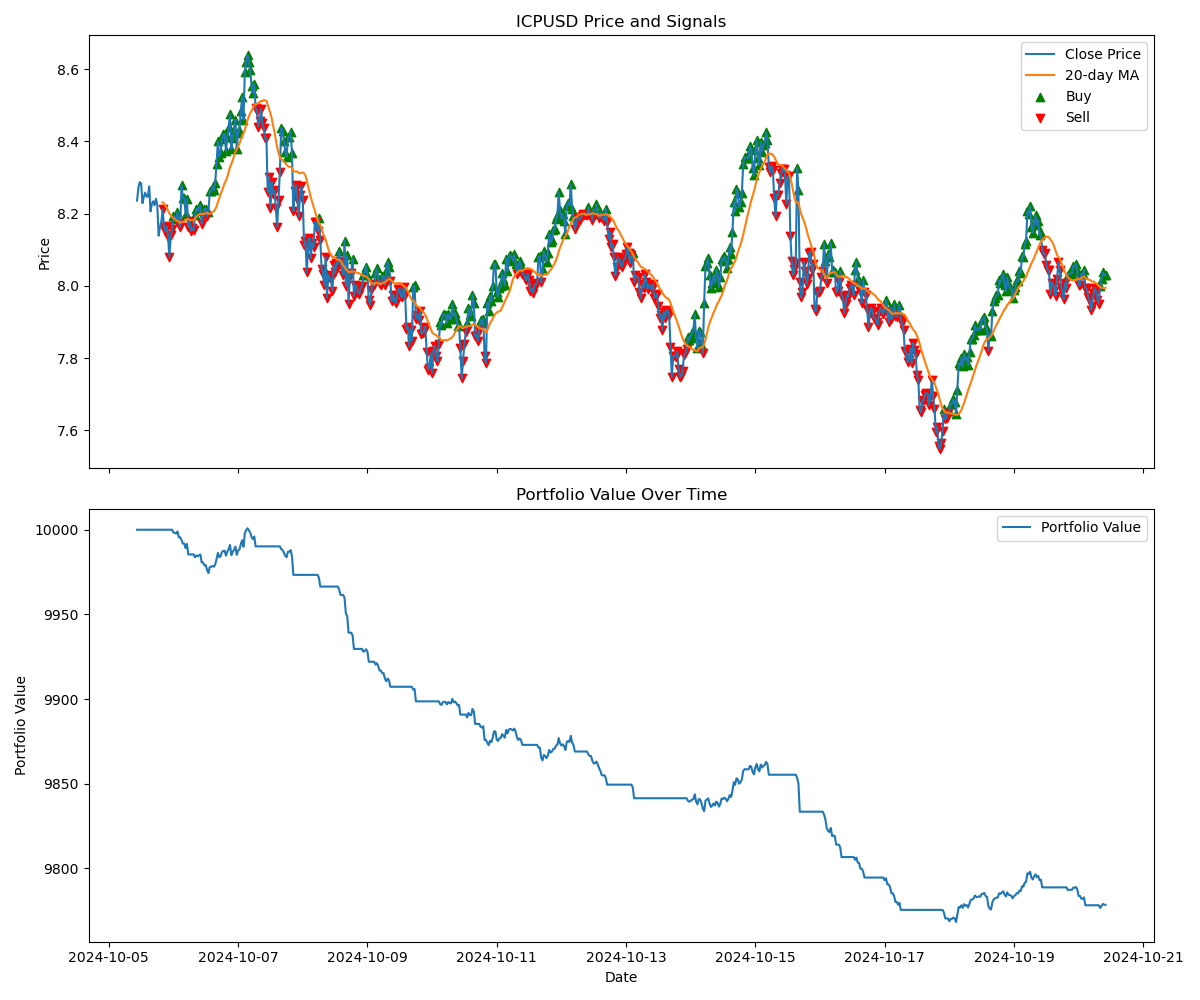 ICPUSD Price and Signals
Close Price
20-day MA
Buy
Sell
Price
8.6
8.4
8.2
8.0
7.8
7.6
Portfolio Value Over Time
Portfolio Value
Portfolio Value
10000
9950
9900
9850
9800
2024-10-05
2024-10-07
2024-10-09
2024-10-11
2024-10-13
2024-10-15
2024-10-17
2024-10-19
2024-10-21
Date